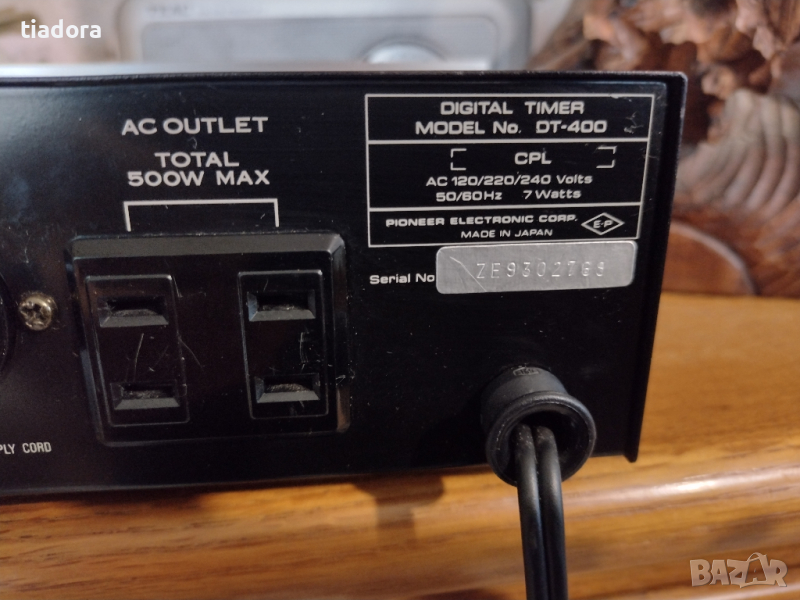 tiadora
AC OUTLET
TOTAL
500W MAX
DIGITAL TIMER
MODEL No. DT-400
CPL
AC 120/220/240 Volts
50/60Hz 7 Watts
PIONEER ELECTRONIC CORP.
MADE IN JAPAN
E-P
Serial No.
PLY CORD
BAZAR